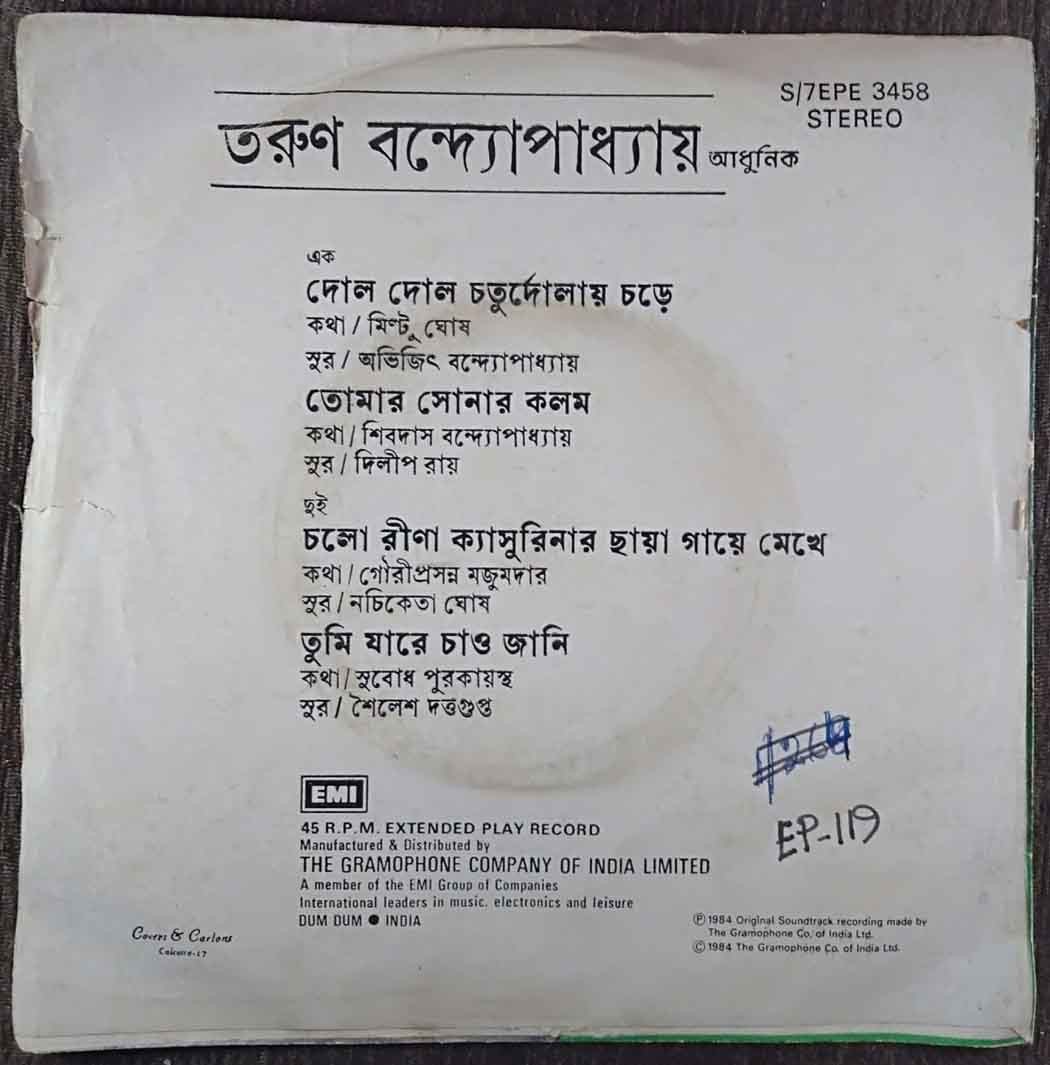 S/7EPE 3458
STEREO
তরুণ বন্দ্যোপাধ্যায় আধুনিক
এক
দোল দোল চতুর্দোলায় চড়ে
কথা / মিণ্টু ঘোষ
সুর / অভিজিৎ বন্দ্যোপাধ্যায়
তোমার সোনার কলম
কথা / শিবদাস বন্দ্যোপাধ্যায়
সুর / দিলীপ রায়
দুই
চলো রীণা ক্যাসুরিনার ছায়া গায়ে মেখে
কথা / গৌরীপ্রসন্ন মজুমদার
সুর / নচিকেতা ঘোষ
তুমি যারে চাও জানি
কথা / সুবোধ পুরকায়স্থ
সুর / শৈলেশ দত্তগুপ্ত
EP-119
EMI
45 R.P.M. EXTENDED PLAY RECORD
Manufactured & Distributed by
THE GRAMOPHONE COMPANY OF INDIA LIMITED
A member of the EMI Group of Companies
International leaders in music, electronics and leisure
DUM DUM ● INDIA
℗ 1984 Original Soundtrack recording made by
The Gramophone Co. of India Ltd.
© 1984 The Gramophone Co. of India Ltd.
Covers & Cartons
Calcutta-17